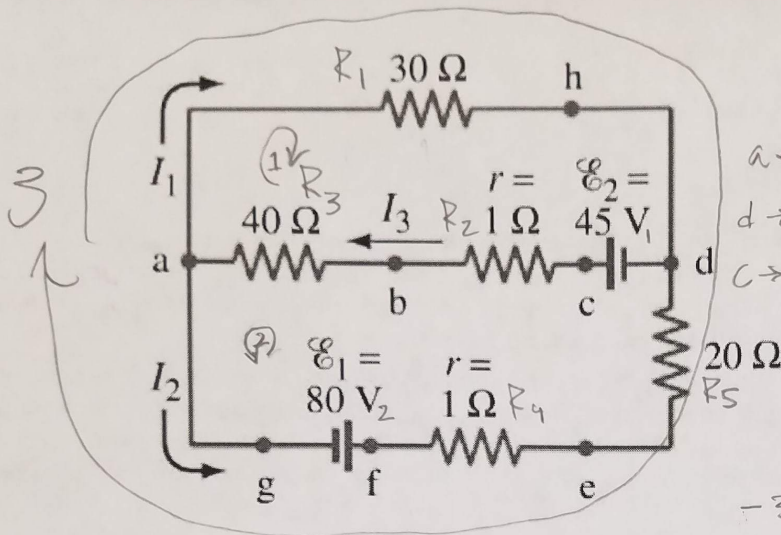 R₁ 30 Ω h
3 I₁ (1) R₃ r = ℰ₂ = a
40 Ω I₃ R₂ 1 Ω 45 V₁ d →
a b c d c →
(2) ℰ₁ = r = 20 Ω
I₂ 80 V₂ 1 Ω R₄ R₅
g f e
- 3